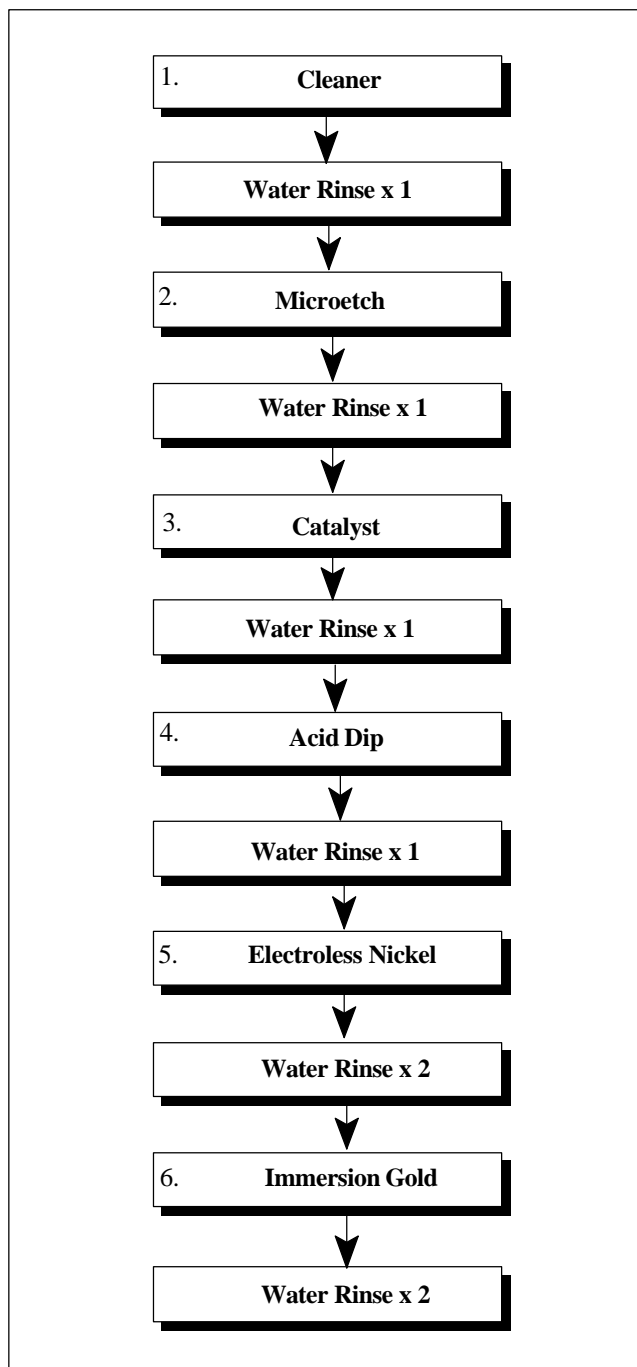 1. Cleaner
Water Rinse x 1
2. Microetch
Water Rinse x 1
3. Catalyst
Water Rinse x 1
4. Acid Dip
Water Rinse x 1
5. Electroless Nickel
Water Rinse x 2
6. Immersion Gold
Water Rinse x 2